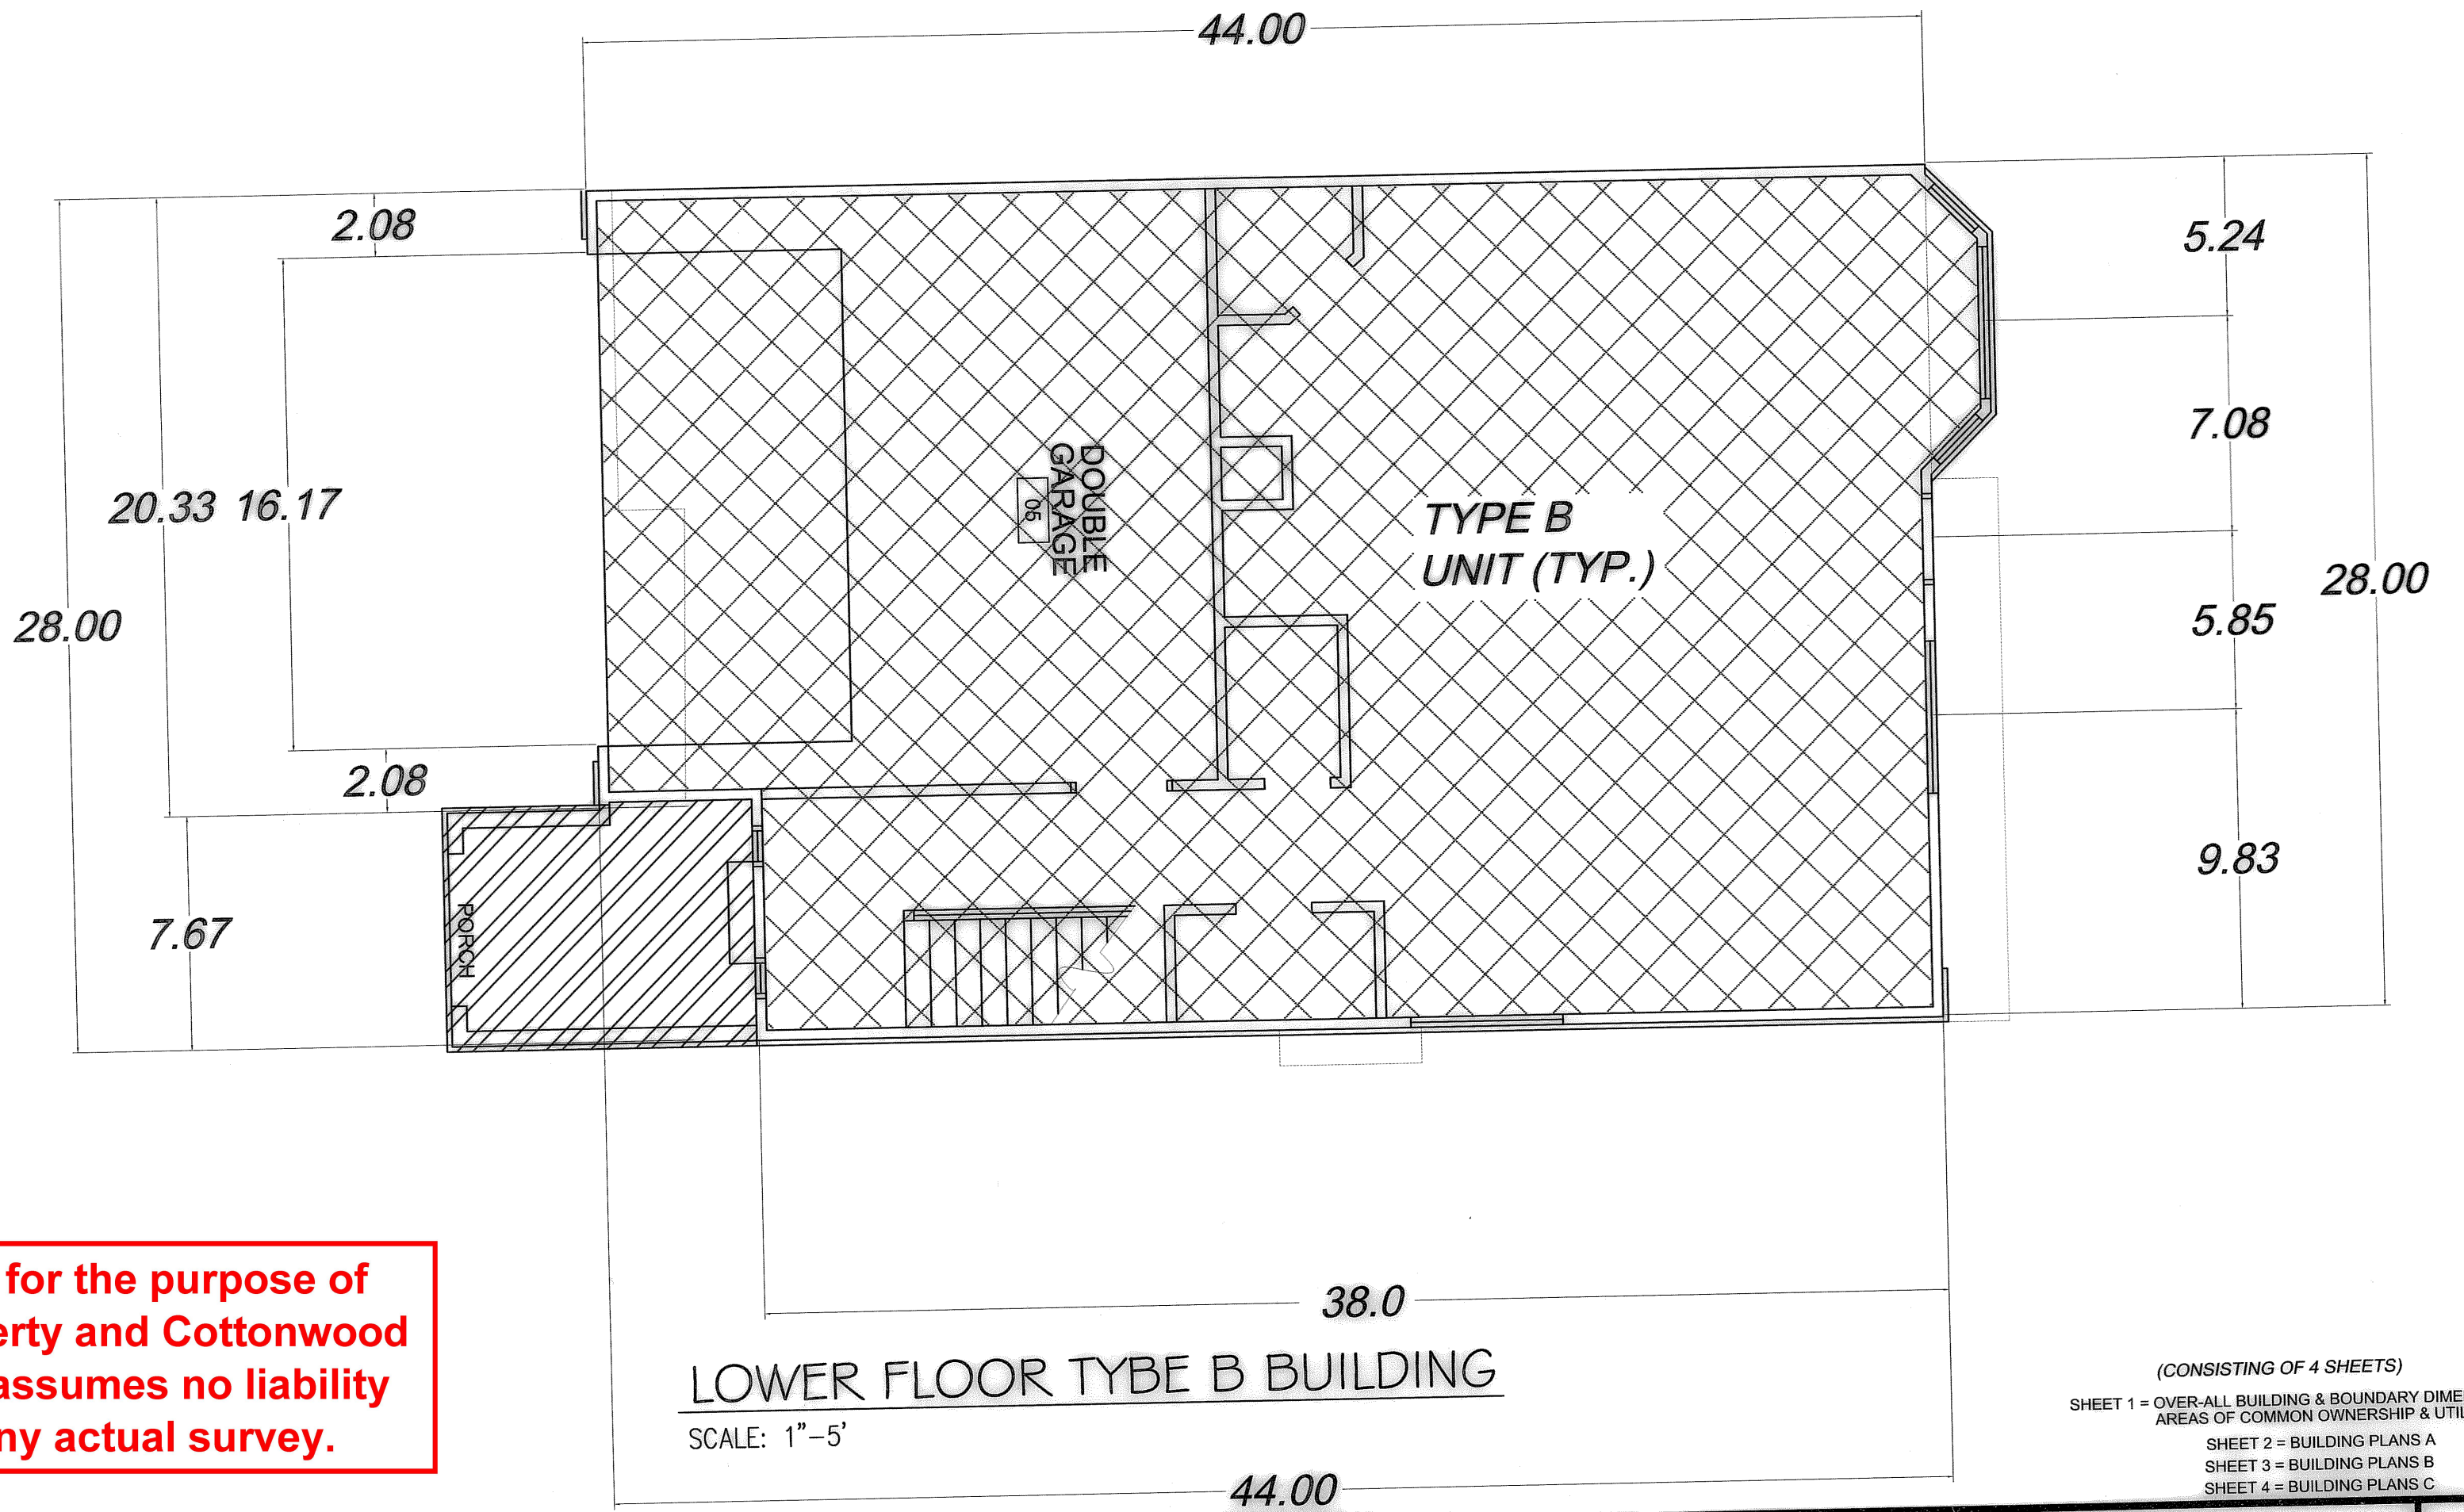 44.00
2.08
5.24
7.08
20.33
16.17
28.00
DOUBLE
GARAGE
05
TYPE B
UNIT (TYP.)
28.00
5.85
2.08
9.83
7.67
PORCH
38.0
LOWER FLOOR TYBE B BUILDING
SCALE: 1"-5'
44.00
for the purpose of
erty and Cottonwood
assumes no liability
ny actual survey.
(CONSISTING OF 4 SHEETS)
SHEET 1 = OVER-ALL BUILDING & BOUNDARY DIME
AREAS OF COMMON OWNERSHIP & UTIL
SHEET 2 = BUILDING PLANS A
SHEET 3 = BUILDING PLANS B
SHEET 4 = BUILDING PLANS C